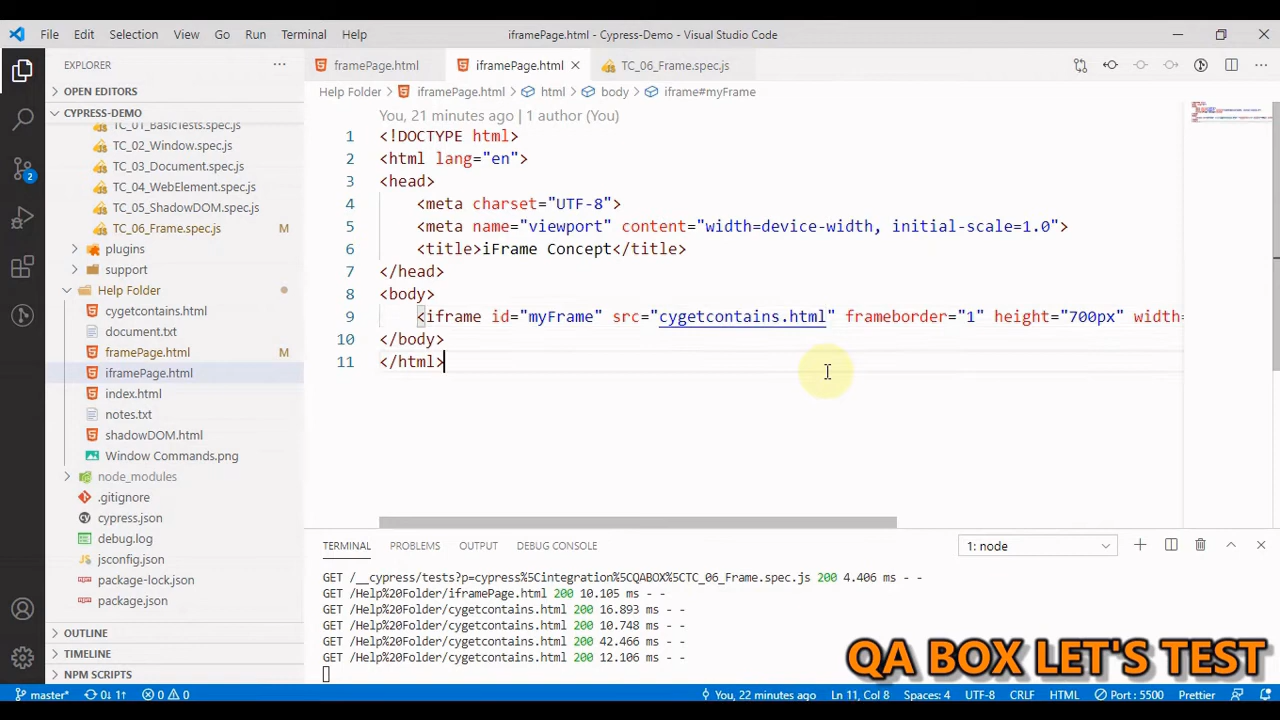 File Edit Selection View Go Run Terminal Help iframePage.html - Cypress-Demo - Visual Studio Code
EXPLORER
OPEN EDITORS
CYPRESS-DEMO
TC_01_BasicTests.spec.js
TC_02_Window.spec.js
TC_03_Document.spec.js
TC_04_WebElement.spec.js
TC_05_ShadowDOM.spec.js
TC_06_Frame.spec.js M
plugins
support
Help Folder
cygetcontains.html
document.txt
framePage.html M
iframePage.html
index.html
notes.txt
shadowDOM.html
Window Commands.png
node_modules
.gitignore
cypress.json
debug.log
jsconfig.json
package-lock.json
package.json
OUTLINE
TIMELINE
NPM SCRIPTS
2
framePage.html iframePage.html TC_06_Frame.spec.js
Help Folder > iframePage.html > html > body > iframe#myFrame
You, 21 minutes ago | 1 author (You)
1 <!DOCTYPE html>
2 <html lang="en">
3 <head>
4 <meta charset="UTF-8">
5 <meta name="viewport" content="width=device-width, initial-scale=1.0">
6 <title>iFrame Concept</title>
7 </head>
8 <body>
9 <iframe id="myFrame" src="cygetcontains.html" frameborder="1" height="700px" width=
10 </body>
11 </html>
TERMINAL PROBLEMS OUTPUT DEBUG CONSOLE 1: node
GET /__cypress/tests?p=cypress%5Cintegration%5CQABOX%5CTC_06_Frame.spec.js 200 4.406 ms - -
GET /Help%20Folder/iframePage.html 200 10.105 ms - -
GET /Help%20Folder/cygetcontains.html 200 16.893 ms - -
GET /Help%20Folder/cygetcontains.html 200 10.748 ms - -
GET /Help%20Folder/cygetcontains.html 200 42.466 ms - -
GET /Help%20Folder/cygetcontains.html 200 12.106 ms - -
QA BOX LET'S TEST
master* 0↓ 1↑ 0 0 You, 22 minutes ago Ln 11, Col 8 Spaces: 4 UTF-8 CRLF HTML Port : 5500 Prettier